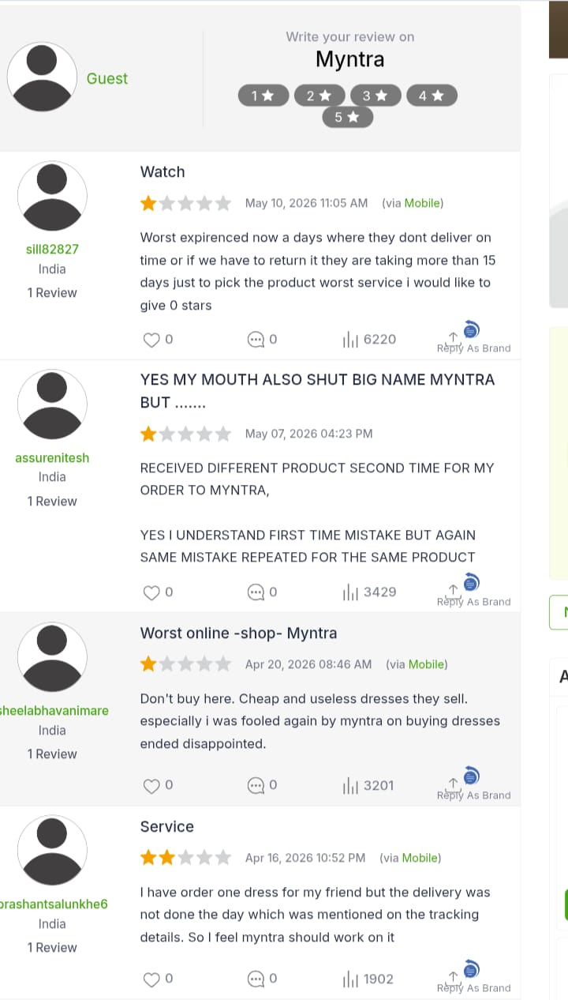 Write your review on
Myntra
Guest
1 ★ 2 ★ 3 ★ 4 ★
5 ★
Watch
May 10, 2026 11:05 AM (via Mobile)
sill82827
India
1 Review
Worst expirenced now a days where they dont deliver on
time or if we have to return it they are taking more than 15
days just to pick the product worst service i would like to
give 0 stars
0 0 6220 Reply As Brand
YES MY MOUTH ALSO SHUT BIG NAME MYNTRA
BUT .......
May 07, 2026 04:23 PM
assurenitesh
India
1 Review
RECEIVED DIFFERENT PRODUCT SECOND TIME FOR MY
ORDER TO MYNTRA,
YES I UNDERSTAND FIRST TIME MISTAKE BUT AGAIN
SAME MISTAKE REPEATED FOR THE SAME PRODUCT
0 0 3429 Reply As Brand
Worst online -shop- Myntra
Apr 20, 2026 08:46 AM (via Mobile)
sheelabhavanimare
India
1 Review
Don't buy here. Cheap and useless dresses they sell.
especially i was fooled again by myntra on buying dresses
ended disappointed.
0 0 3201 Reply As Brand
Service
Apr 16, 2026 10:52 PM (via Mobile)
prashantsalunkhe6
India
1 Review
I have order one dress for my friend but the delivery was
not done the day which was mentioned on the tracking
details. So I feel myntra should work on it
0 0 1902 Reply As Brand